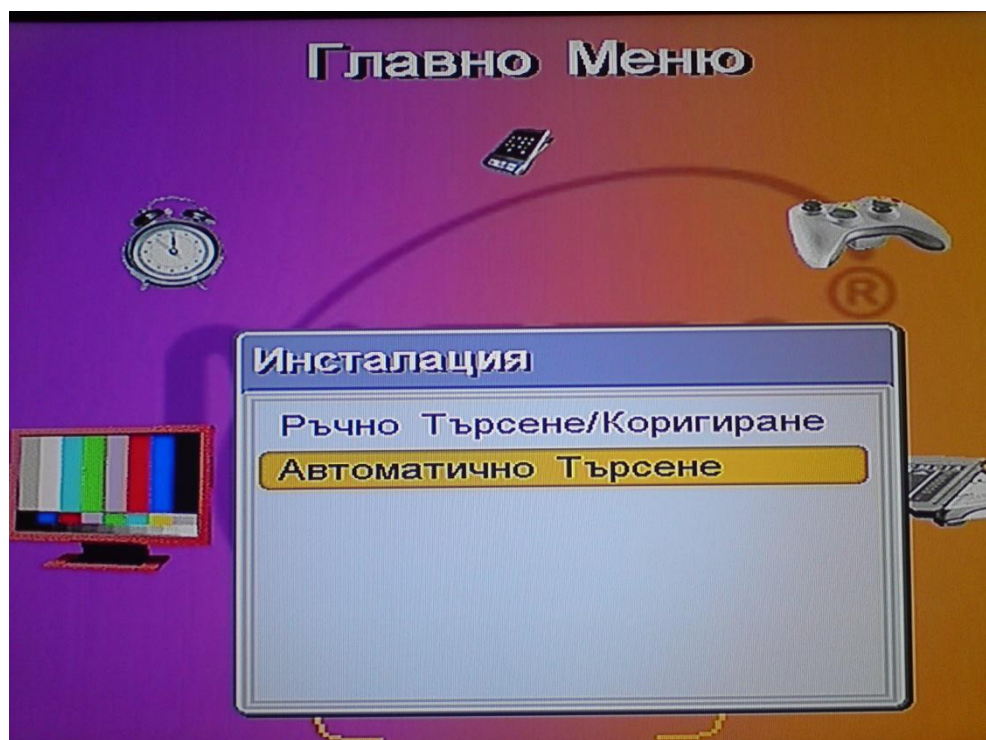 Главно Меню
®
Инсталация
Ръчно Търсене/Коригиране
Автоматично Търсене